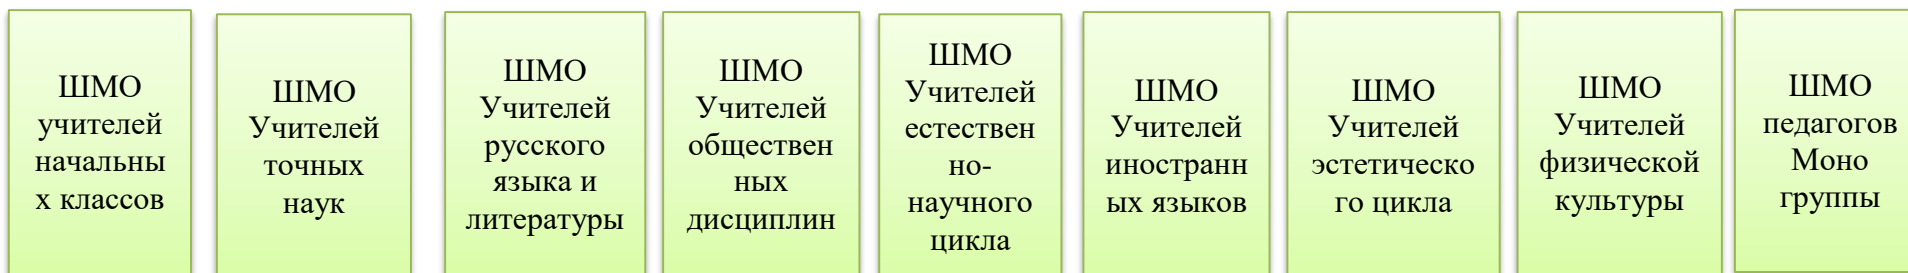 ШМО
учителей
начальны
х классов
ШМО
Учителей
точных
наук
ШМО
Учителей
русского
языка и
литературы
ШМО
Учителей
обществен
ных
дисциплин
ШМО
Учителей
естествен
но-
научного
цикла
ШМО
Учителей
иностранн
ых языков
ШМО
Учителей
эстетическо
го цикла
ШМО
Учителей
физической
культуры
ШМО
педагогов
Моно
группы